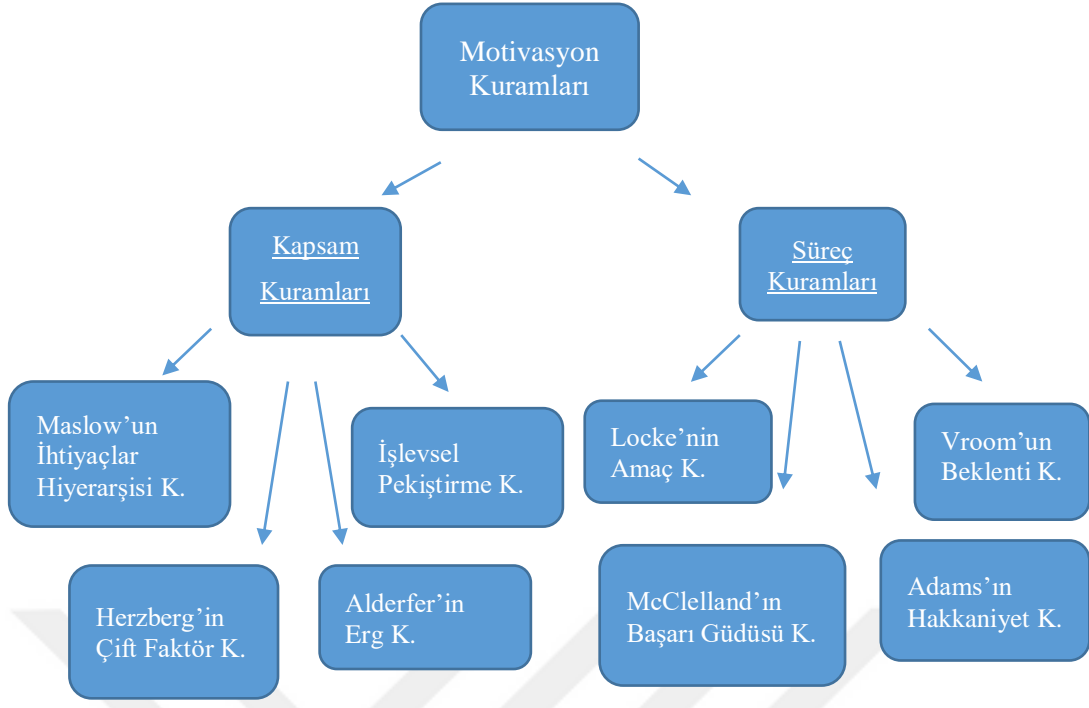 Motivasyon
Kuramları
Kapsam
Kuramları
Süreç
Kuramları
Maslow’un
İhtiyaçlar
Hiyerarşisi K.
İşlevsel
Pekiştirme K.
Locke’nin
Amaç K.
Vroom’un
Beklenti K.
Herzberg’in
Çift Faktör K.
Alderfer’in
Erg K.
McClelland’ın
Başarı Güdüsü K.
Adams’ın
Hakkaniyet K.